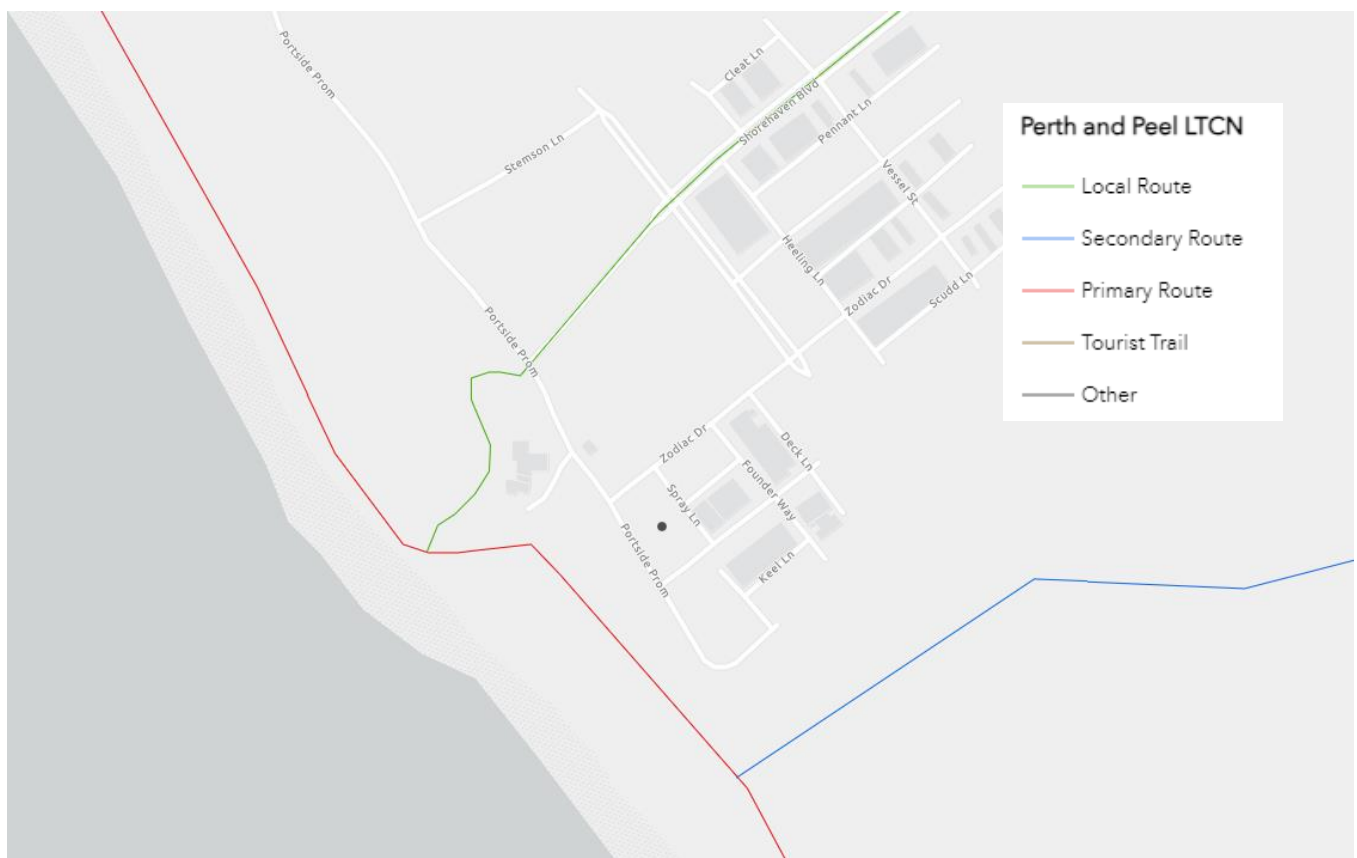 Portside Prom
Cleat Ln
Shorehaven Blvd
Pennant Ln
Stemson Ln
Vessel St
Heeling Ln
Zodiac Dr
Scudd Ln
Portside Prom
Zodiac Dr
Deck Ln
Founder Way
Spray Ln
Portside Prom
Keel Ln
Perth and Peel LTCN
Local Route
Secondary Route
Primary Route
Tourist Trail
Other